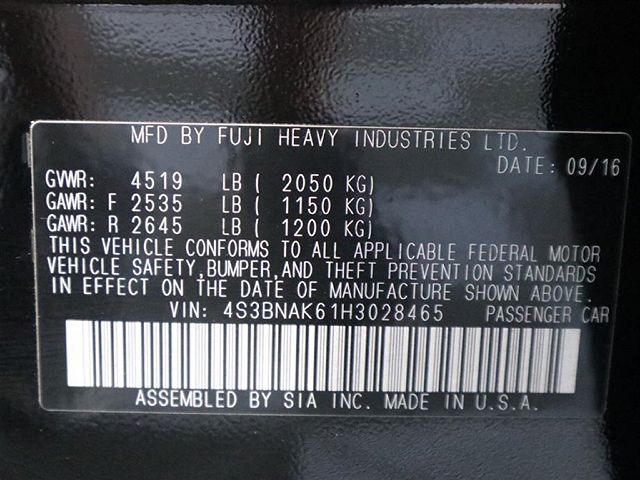 MFD BY FUJI HEAVY INDUSTRIES LTD.
DATE: 09/16
GVWR: 4519 LB ( 2050 KG)
GAWR: F 2535 LB ( 1150 KG)
GAWR: R 2645 LB ( 1200 KG)
THIS VEHICLE CONFORMS TO ALL APPLICABLE FEDERAL MOTOR
VEHICLE SAFETY, BUMPER, AND THEFT PREVENTION STANDARDS
IN EFFECT ON THE DATE OF MANUFACTURE SHOWN ABOVE.
VIN: 4S3BNAK61H3028465 PASSENGER CAR
ASSEMBLED BY SIA INC. MADE IN U.S.A.